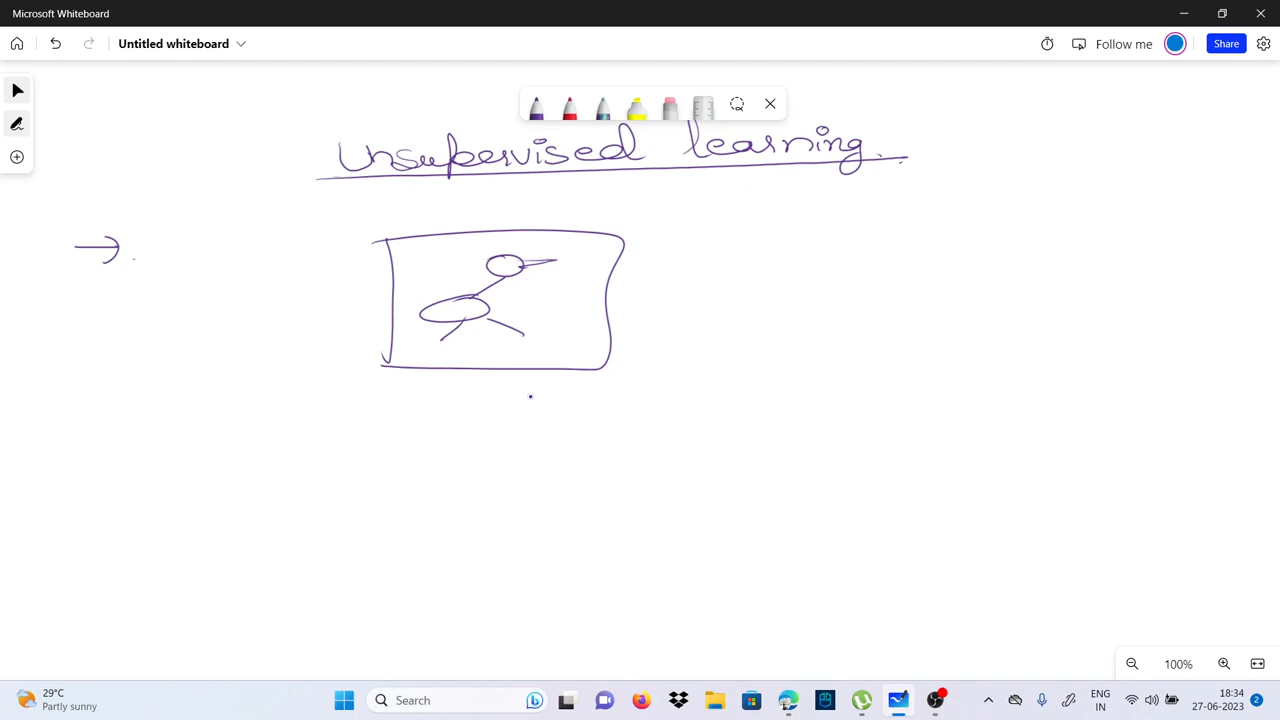 Microsoft Whiteboard
Untitled whiteboard
Follow me
Share
Unsupervised learning.
100%
29°C
Partly sunny
Search
ENG
IN
18:34
27-06-2023
2